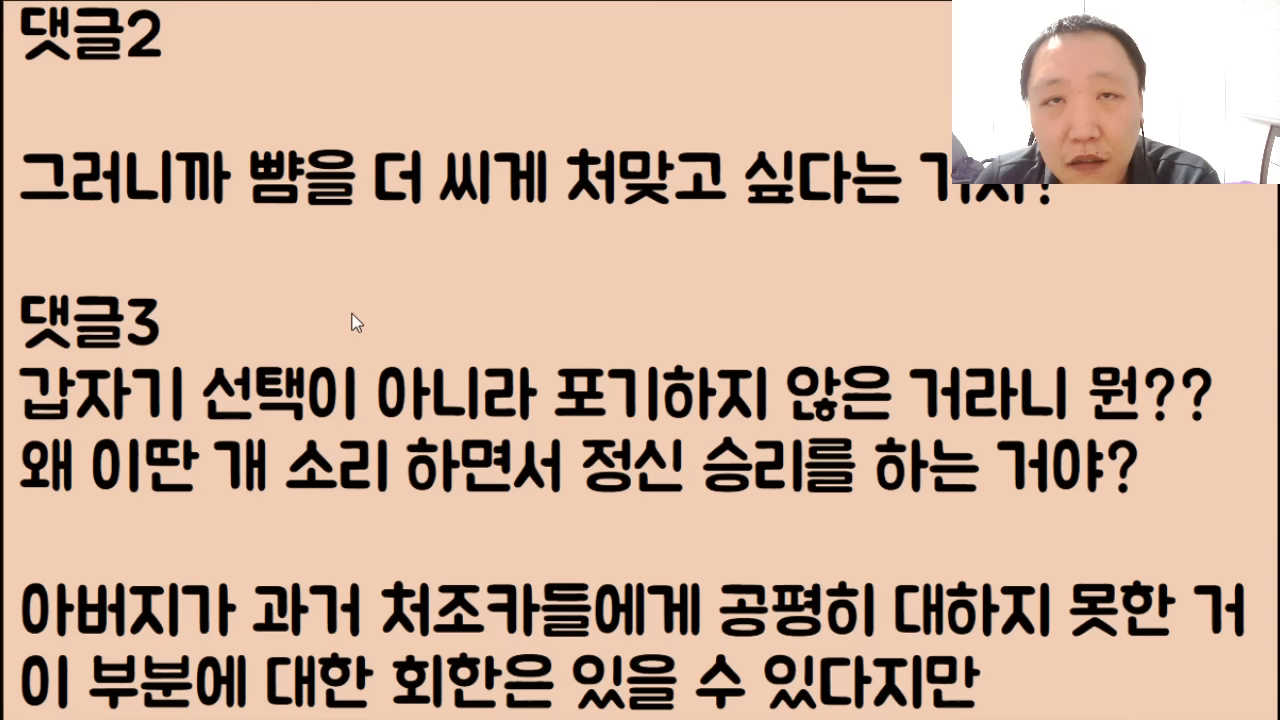 댓글2
그러니까 뺨을 더 씨게 처맞고 싶다는
댓글3
갑자기 선택이 아니라 포기하지 않은 거라니 뭔??
왜 이딴 개 소리 하면서 정신 승리를 하는 거야?
아버지가 과거 처조카들에게 공평히 대하지 못한 거
이 부분에 대한 회한은 있을 수 있다지만